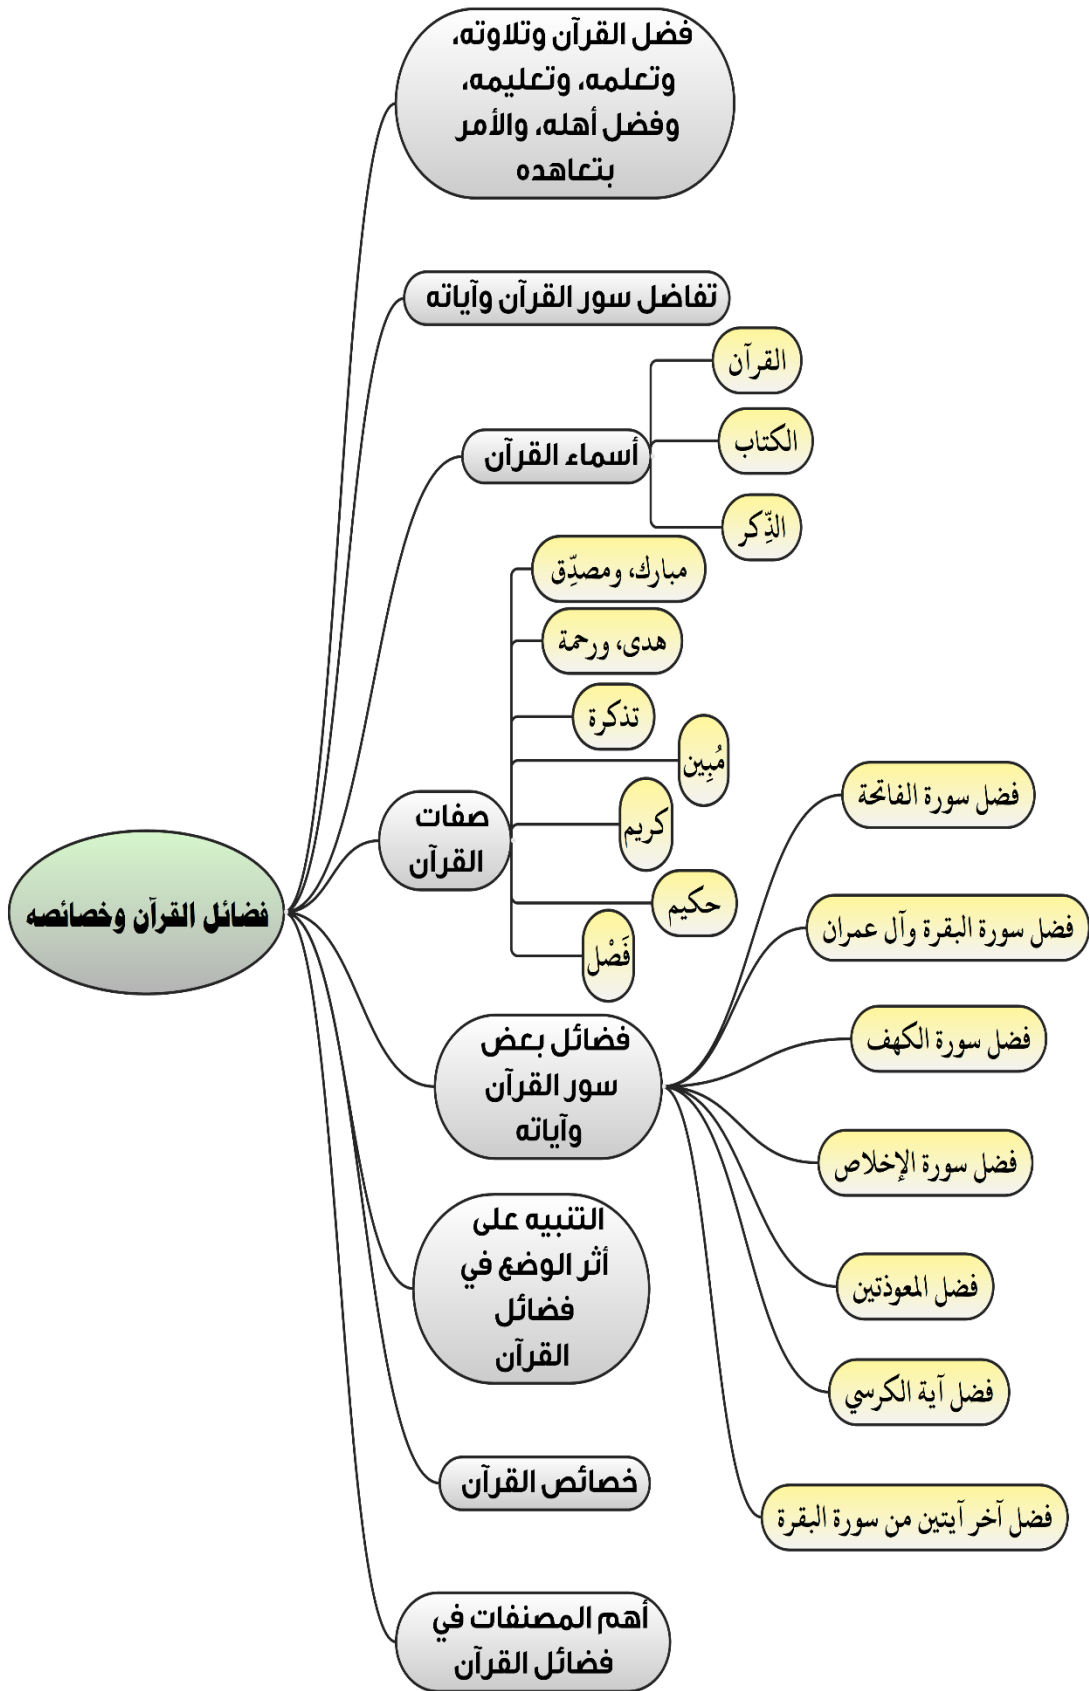 فضائل القرآن وخصائصه
فضل القرآن وتلاوته،
وتعلمه، وتعليمه،
وفضل أهله، والأمر
بتعاهده
تفاضل سور القرآن وآياته
أسماء القرآن
القرآن
الكتاب
الذِّكر
صفات
القرآن
مبارك، ومصدِّق
هدى، ورحمة
تذكرة
مُبِين
كريم
حكيم
فَصْل
فضائل بعض
سور القرآن
وآياته
فضل سورة الفاتحة
فضل سورة البقرة وآل عمران
فضل سورة الكهف
فضل سورة الإخلاص
فضل المعوذتين
فضل آية الكرسي
فضل آخر آيتين من سورة البقرة
التنبيه على
أثر الوضع في
فضائل
القرآن
خصائص القرآن
أهم المصنفات في
فضائل القرآن